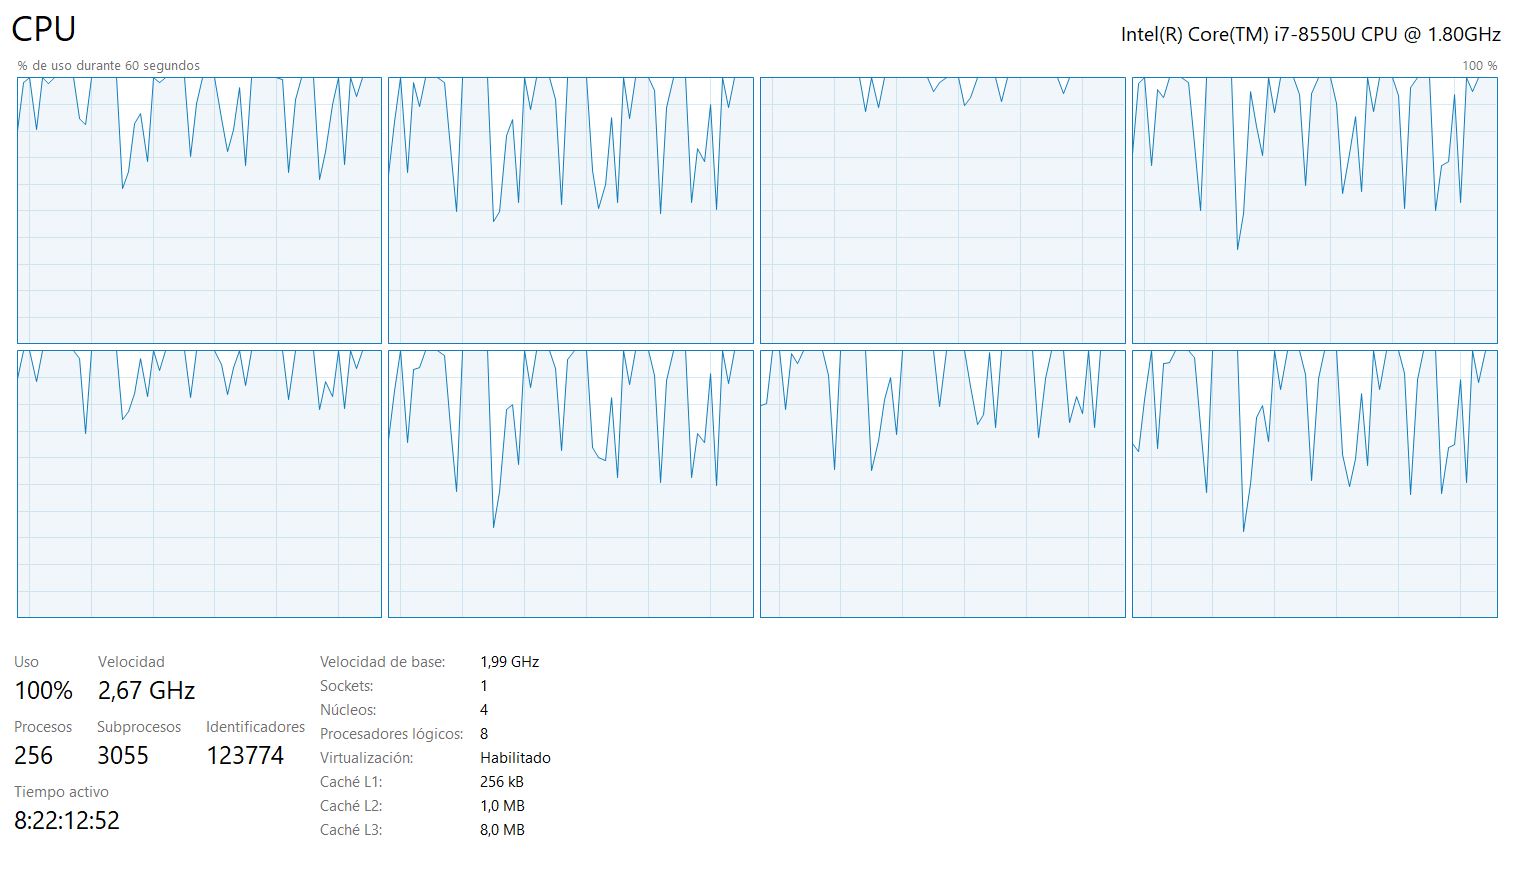 CPU
Intel(R) Core(TM) i7-8550U CPU @ 1.80GHz
% de uso durante 60 segundos
100 %
Uso
Velocidad
100%
2,67 GHz
Procesos
Subprocesos
Identificadores
256
3055
123774
Tiempo activo
8:22:12:52
Velocidad de base: 1,99 GHz
Sockets: 1
Núcleos: 4
Procesadores lógicos: 8
Virtualización: Habilitado
Caché L1: 256 kB
Caché L2: 1,0 MB
Caché L3: 8,0 MB